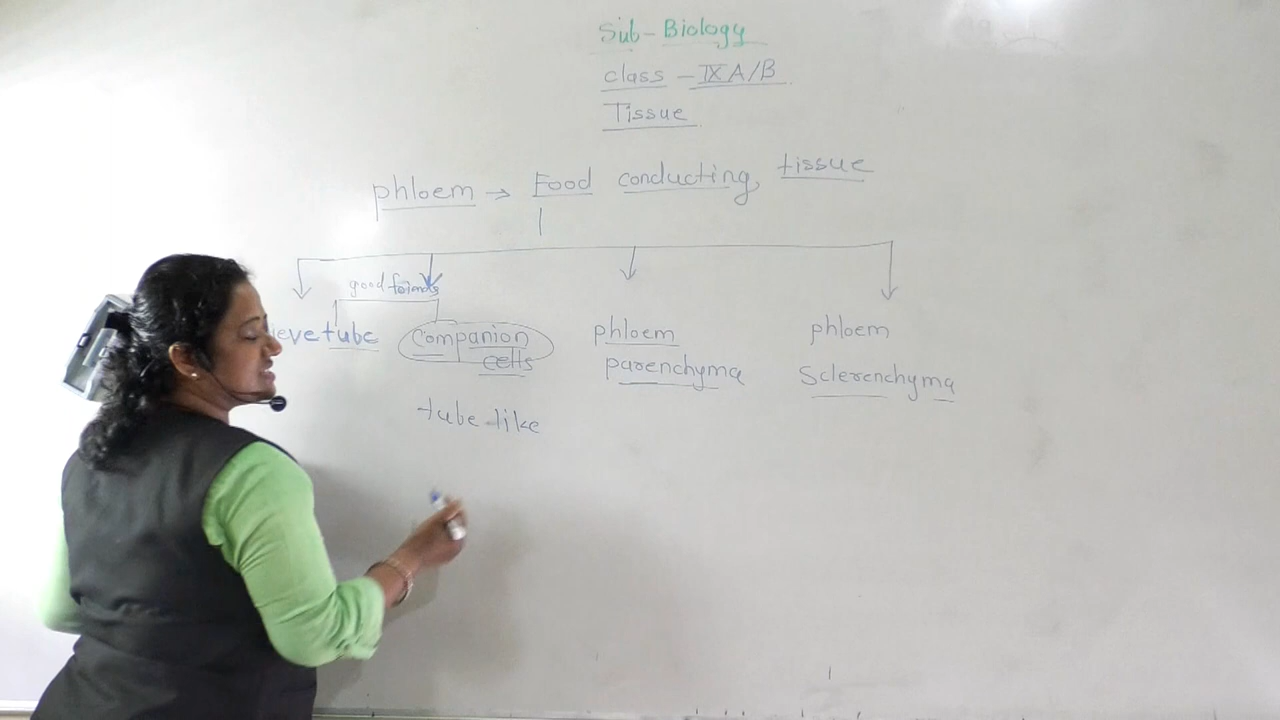 Sub-Biology
class - IX A/B
Tissue
phloem → Food conducting tissue
good friends
tube
companion
cells
phloem
parenchyma
phloem
Sclerenchyma
tube-like